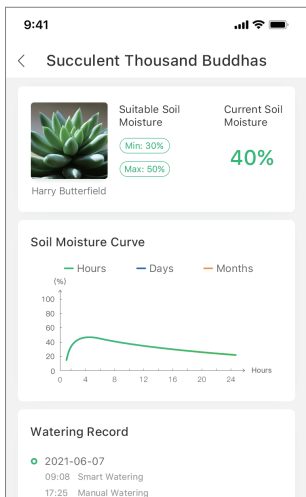 9:41
Succulent Thousand Buddhas
Suitable Soil
Moisture
Min: 30%
Max: 50%
Current Soil
Moisture
40%
Harry Butterfield
Soil Moisture Curve
Hours Days Months
(%)
100
80
60
40
20
0
0 4 8 12 16 20 24 Hours
Watering Record
2021-06-07
09:08 Smart Watering
17:25 Manual Watering